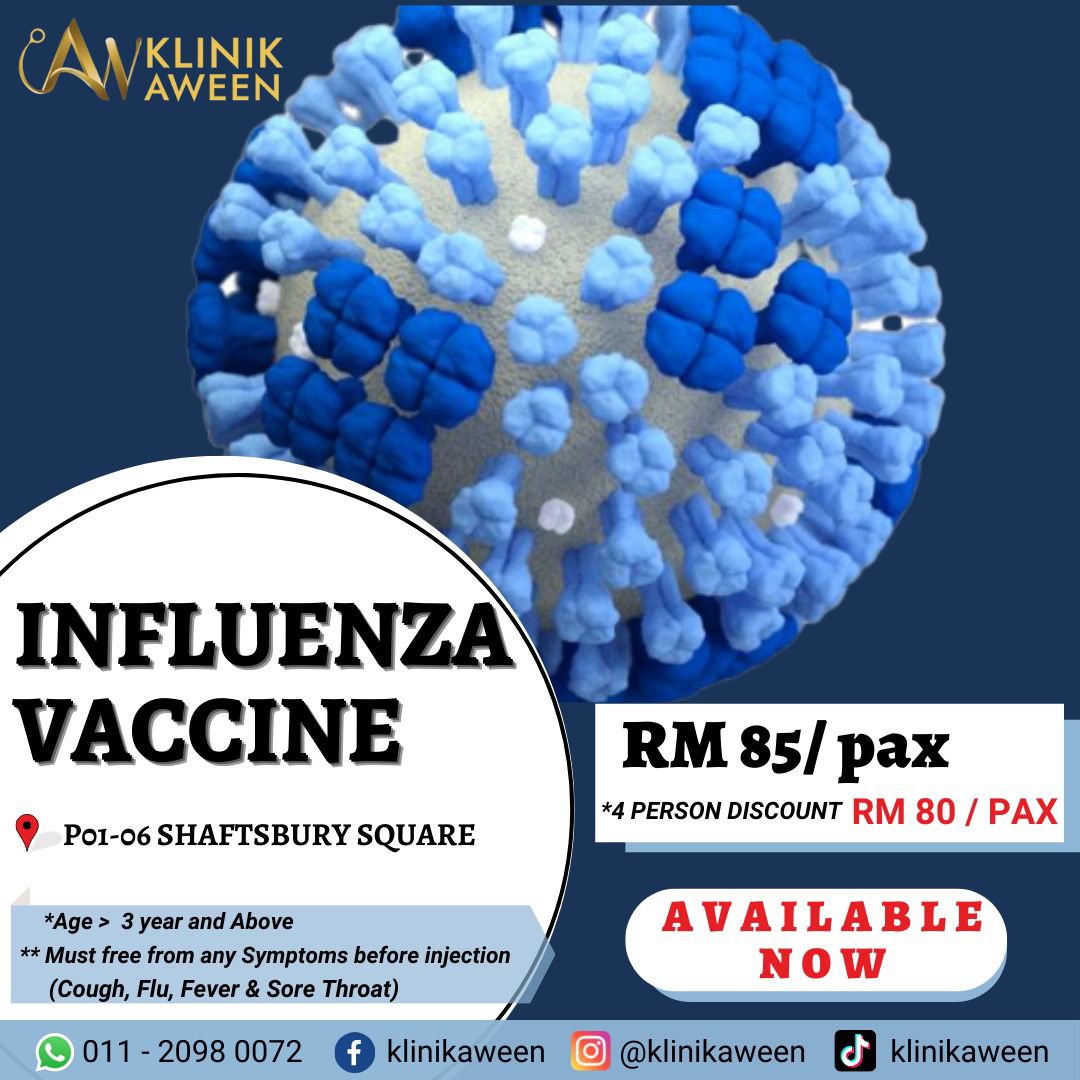 KLINIK
AWEEN
INFLUENZA
VACCINE
P01-06 SHAFTSBURY SQUARE
*Age > 3 year and Above
** Must free from any Symptoms before injection
(Cough, Flu, Fever & Sore Throat)
RM 85/ pax
*4 PERSON DISCOUNT RM 80 / PAX
AVAILABLE
NOW
011 - 2098 0072 klinikaween @klinikaween klinikaween